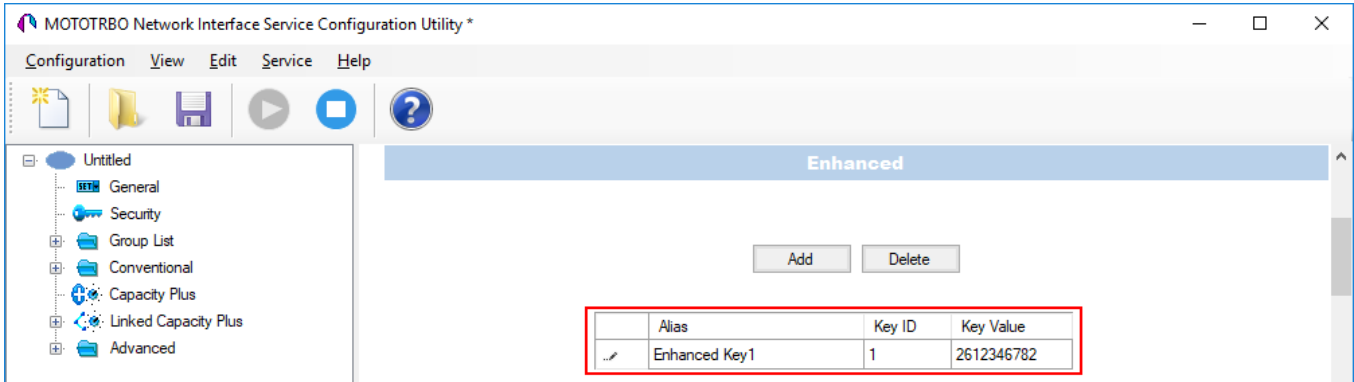 MOTOTRBO Network Interface Service Configuration Utility *
Configuration View Edit Service Help
Untitled
SET
General
Security
Group List
Conventional
Capacity Plus
Linked Capacity Plus
Advanced
Enhanced
Add Delete
Alias Key ID Key Value
Enhanced Key1 1 2612346782